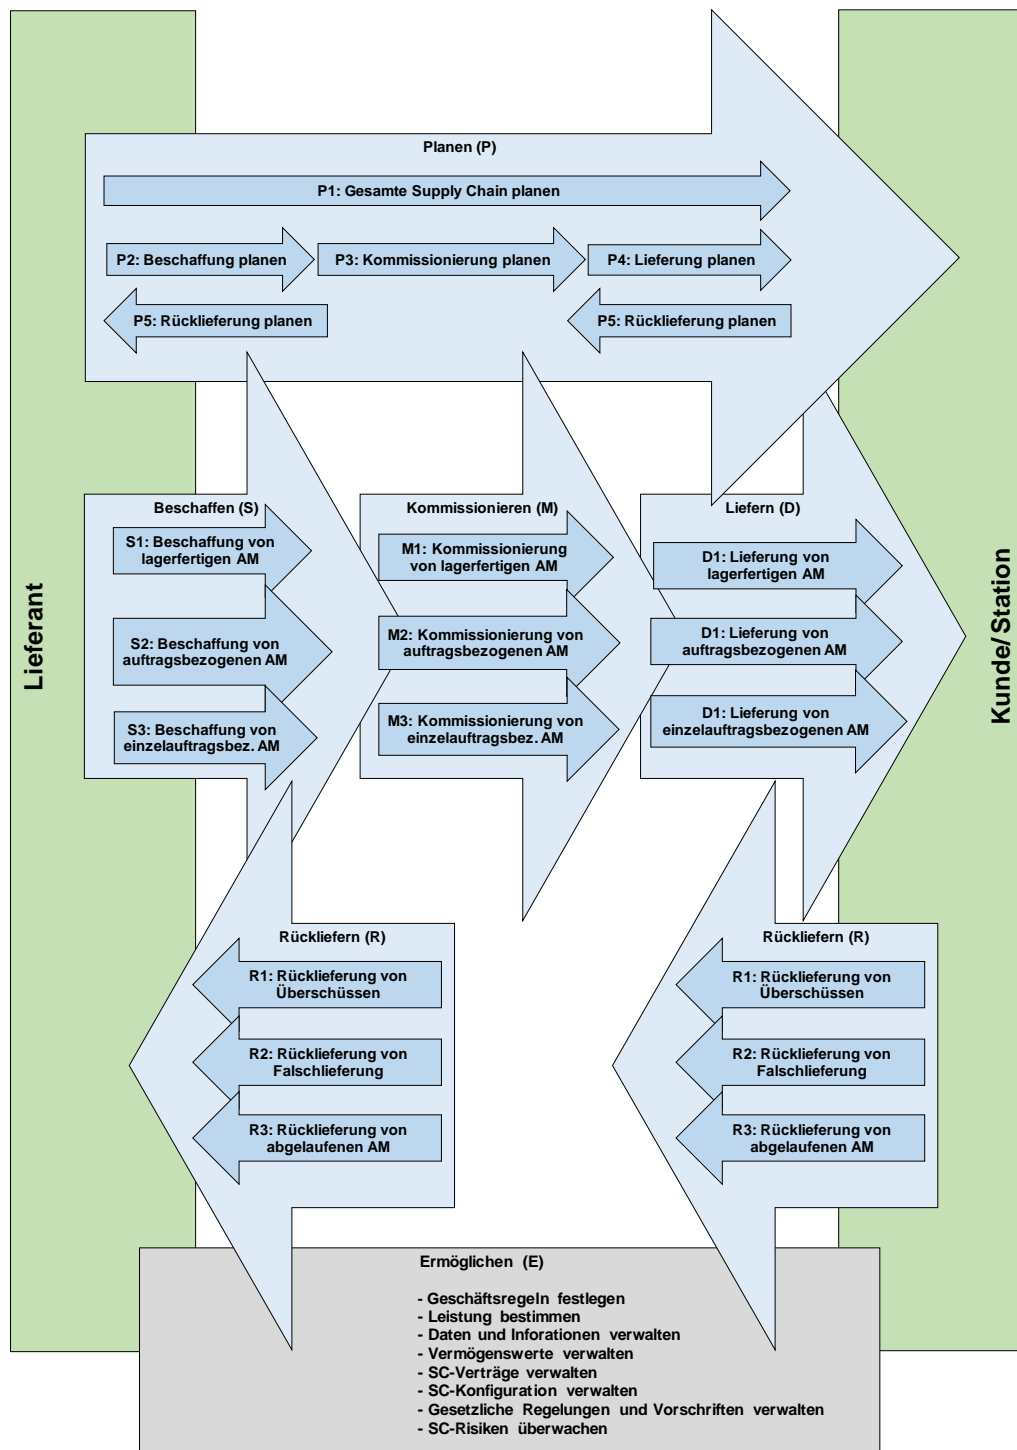 Planen (P)
P1: Gesamte Supply Chain planen
P2: Beschaffung planen
P3: Kommissionierung planen
P4: Lieferung planen
P5: Rücklieferung planen
P5: Rücklieferung planen
Lieferant
Kunde/ Station
Beschaffen (S)
S1: Beschaffung von
lagerfertigen AM
S2: Beschaffung von
auftragsbezogenen AM
S3: Beschaffung von
einzelauftragsbez. AM
Kommissionieren (M)
M1: Kommissionierung
von lagerfertigen AM
M2: Kommissionierung von
auftragsbezogenen AM
M3: Kommissionierung von
einzelauftragsbez. AM
Liefern (D)
D1: Lieferung von
lagerfertigen AM
D1: Lieferung von
auftragsbezogenen AM
D1: Lieferung von
einzelauftragsbezogenen AM
Rückliefern (R)
R1: Rücklieferung von
Überschüssen
R2: Rücklieferung von
Falschlieferung
R3: Rücklieferung von
abgelaufenen AM
Rückliefern (R)
R1: Rücklieferung von
Überschüssen
R2: Rücklieferung von
Falschlieferung
R3: Rücklieferung von
abgelaufenen AM
Ermöglichen (E)
- Geschäftsregeln festlegen
- Leistung bestimmen
- Daten und Inforationen verwalten
- Vermögenswerte verwalten
- SC-Verträge verwalten
- SC-Konfiguration verwalten
- Gesetzliche Regelungen und Vorschriften verwalten
- SC-Risiken überwachen